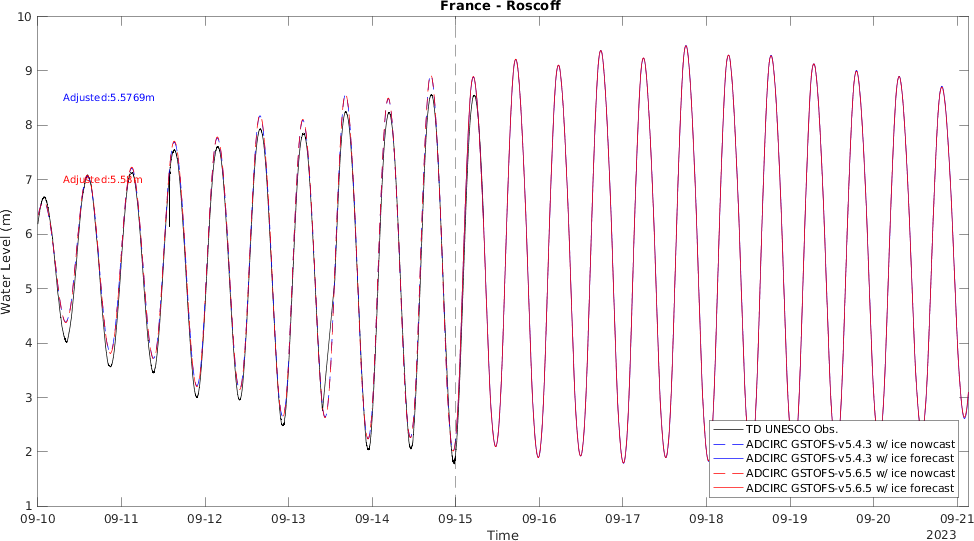 France - Roscoff
Water Level (m)
10
9
8
7
6
5
4
3
2
1
Adjusted:5.5769m
Adjusted:5.58m
TD UNESCO Obs.
ADCIRC GSTOFS-v5.4.3 w/ ice nowcast
ADCIRC GSTOFS-v5.4.3 w/ ice forecast
ADCIRC GSTOFS-v5.6.5 w/ ice nowcast
ADCIRC GSTOFS-v5.6.5 w/ ice forecast
09-10 09-11 09-12 09-13 09-14 09-15 09-16 09-17 09-18 09-19 09-20 09-21
Time
2023